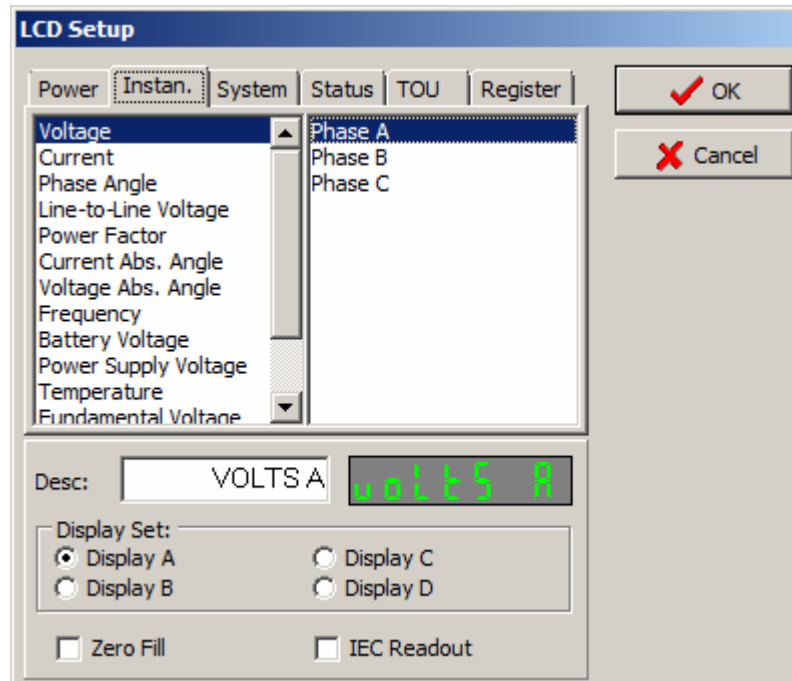 LCD Setup
Power Instan. System Status TOU Register
OK
Cancel
Voltage
Current
Phase Angle
Line-to-Line Voltage
Power Factor
Current Abs. Angle
Voltage Abs. Angle
Frequency
Battery Voltage
Power Supply Voltage
Temperature
Fundamental Voltage
Phase A
Phase B
Phase C
Desc: VOLTS A voLtS A
Display Set:
Display A Display C
Display B Display D
Zero Fill IEC Readout